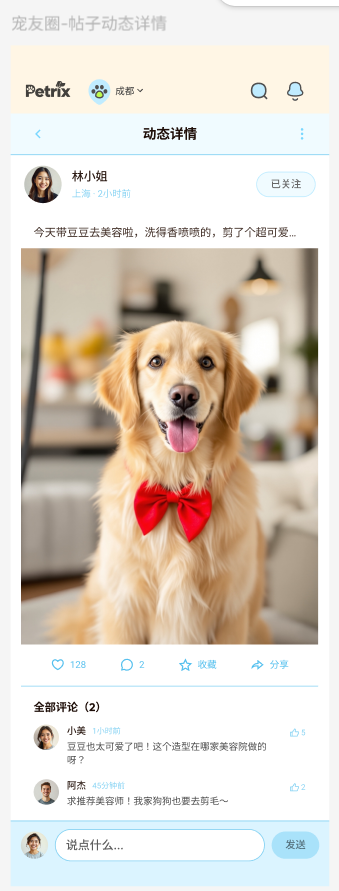 宠友圈-帖子动态详情
Petrix
成都
动态详情
林小姐
上海 · 2小时前
已关注
今天带豆豆去美容啦，洗得香喷喷的，剪了个超可爱...
128
2
收藏
分享
全部评论（2）
小美 1小时前
豆豆也太可爱了吧！这个造型在哪家美容院做的
呀？
5
阿杰 45分钟前
求推荐美容师！我家狗狗也要去剪毛～
2
说点什么...
发送